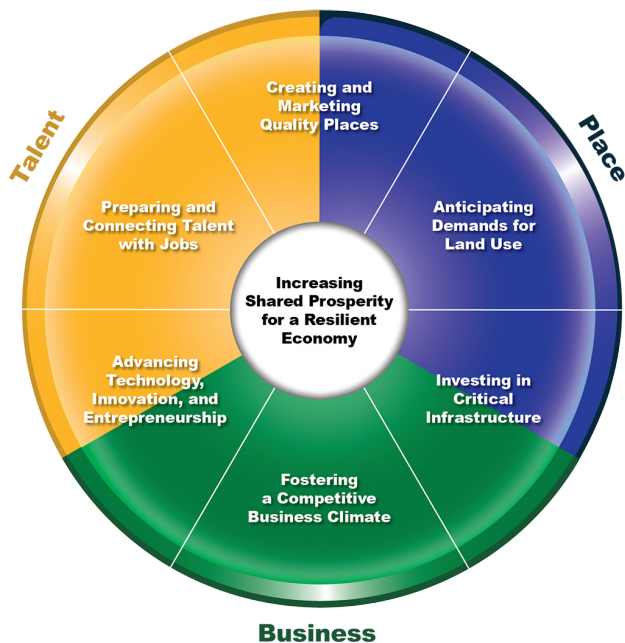 Talent
Place
Creating and
Marketing
Quality Places
Preparing and
Connecting Talent
with Jobs
Anticipating
Demands for
Land Use
Increasing
Shared Prosperity
for a Resilient
Economy
Advancing
Technology,
Innovation, and
Entrepreneurship
Investing in
Critical
Infrastructure
Fostering
a Competitive
Business Climate
Business